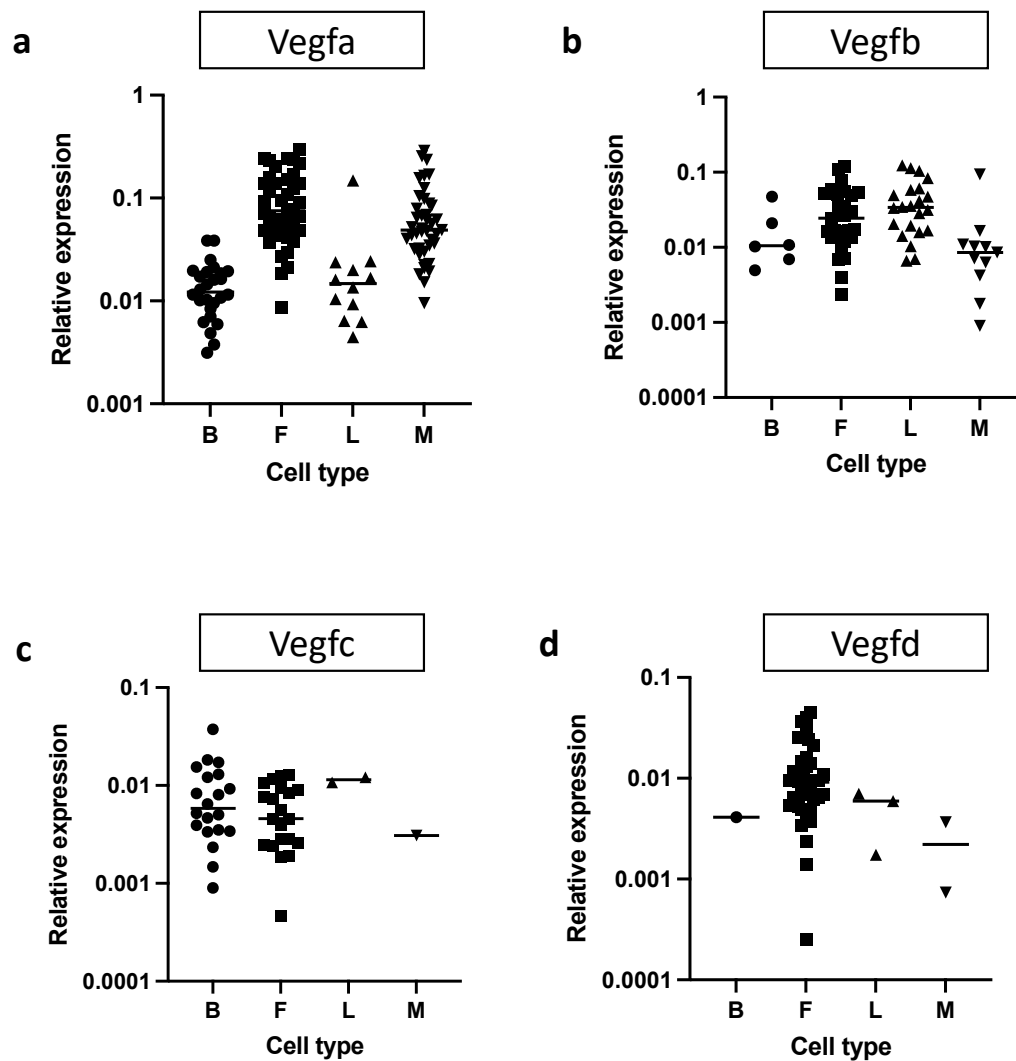 a
Vegfa
Relative expression
1
0.1
0.01
0.001
B F L M
Cell type
b
Vegfb
Relative expression
1
0.1
0.01
0.001
0.0001
B F L M
Cell type
c
Vegfc
Relative expression
0.1
0.01
0.001
0.0001
B F L M
Cell type
d
Vegfd
Relative expression
0.1
0.01
0.001
0.0001
B F L M
Cell type